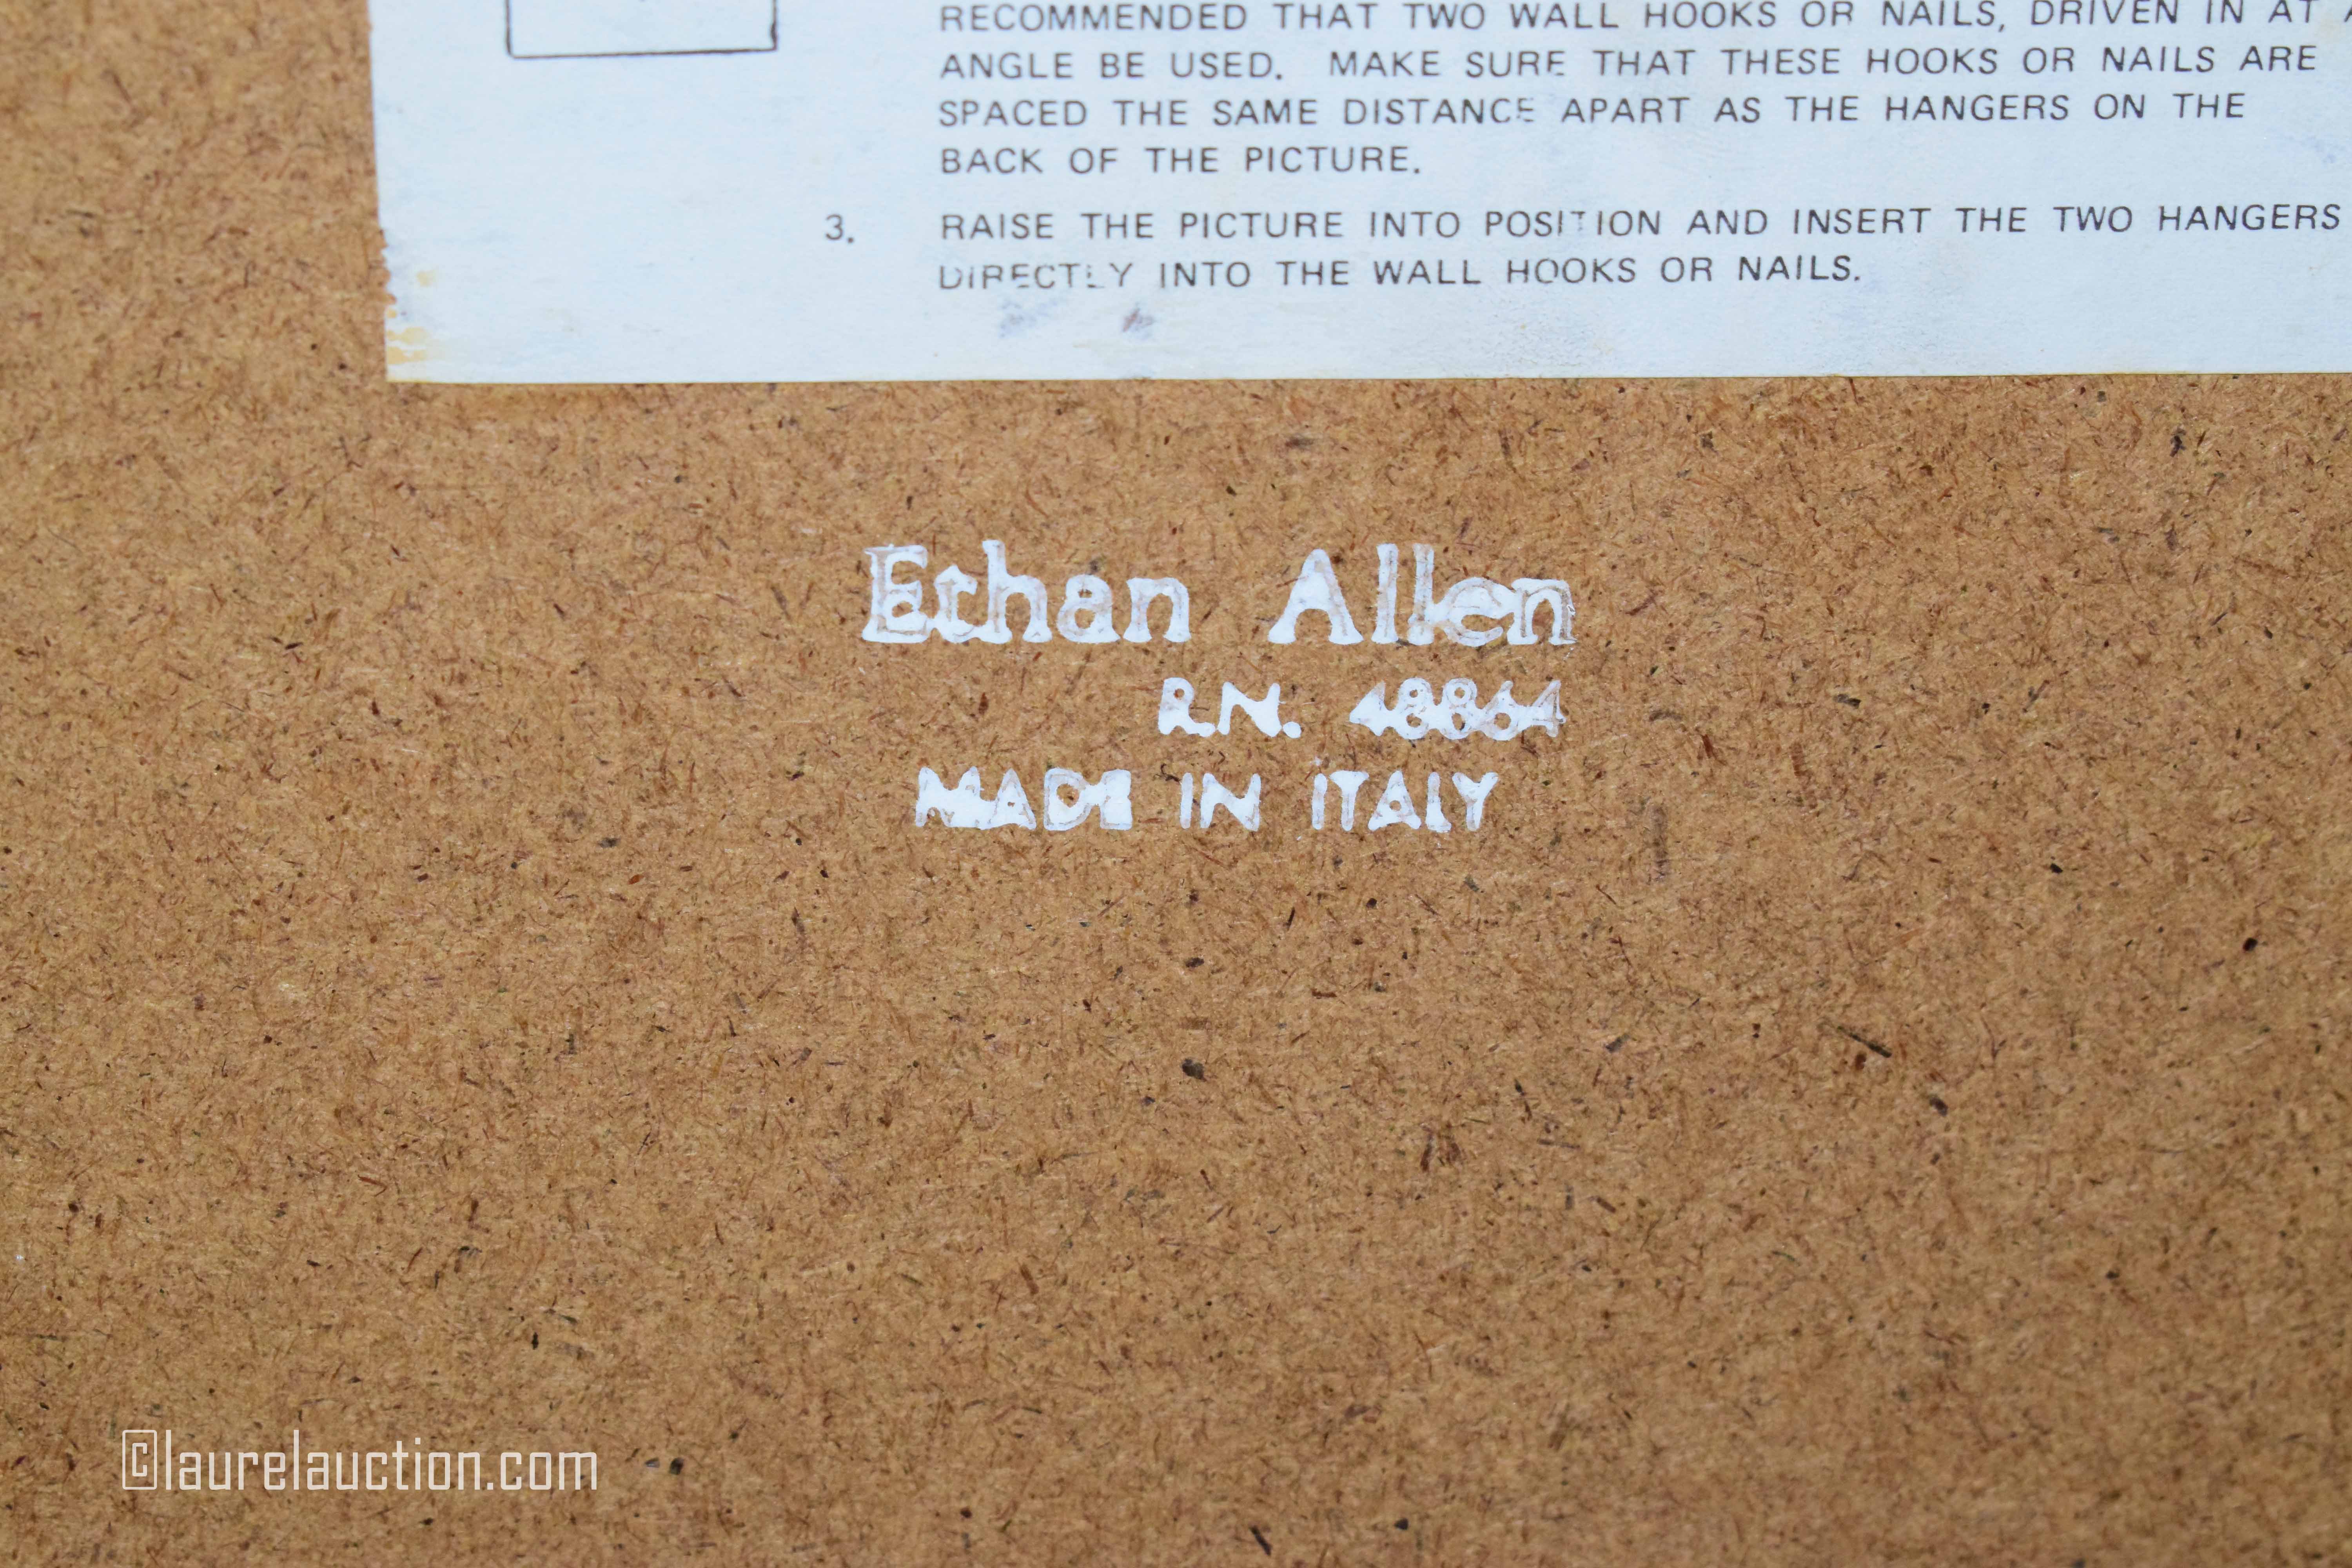 RECOMMENDED THAT TWO WALL HOOKS OR NAILS, DRIVEN IN AT
ANGLE BE USED. MAKE SURE THAT THESE HOOKS OR NAILS ARE
SPACED THE SAME DISTANCE APART AS THE HANGERS ON THE
BACK OF THE PICTURE.
3. RAISE THE PICTURE INTO POSITION AND INSERT THE TWO HANGERS
DIRECTLY INTO THE WALL HOOKS OR NAILS.
Ethan Allen
R.N. 48864
MADE IN ITALY
©laurelauction.com